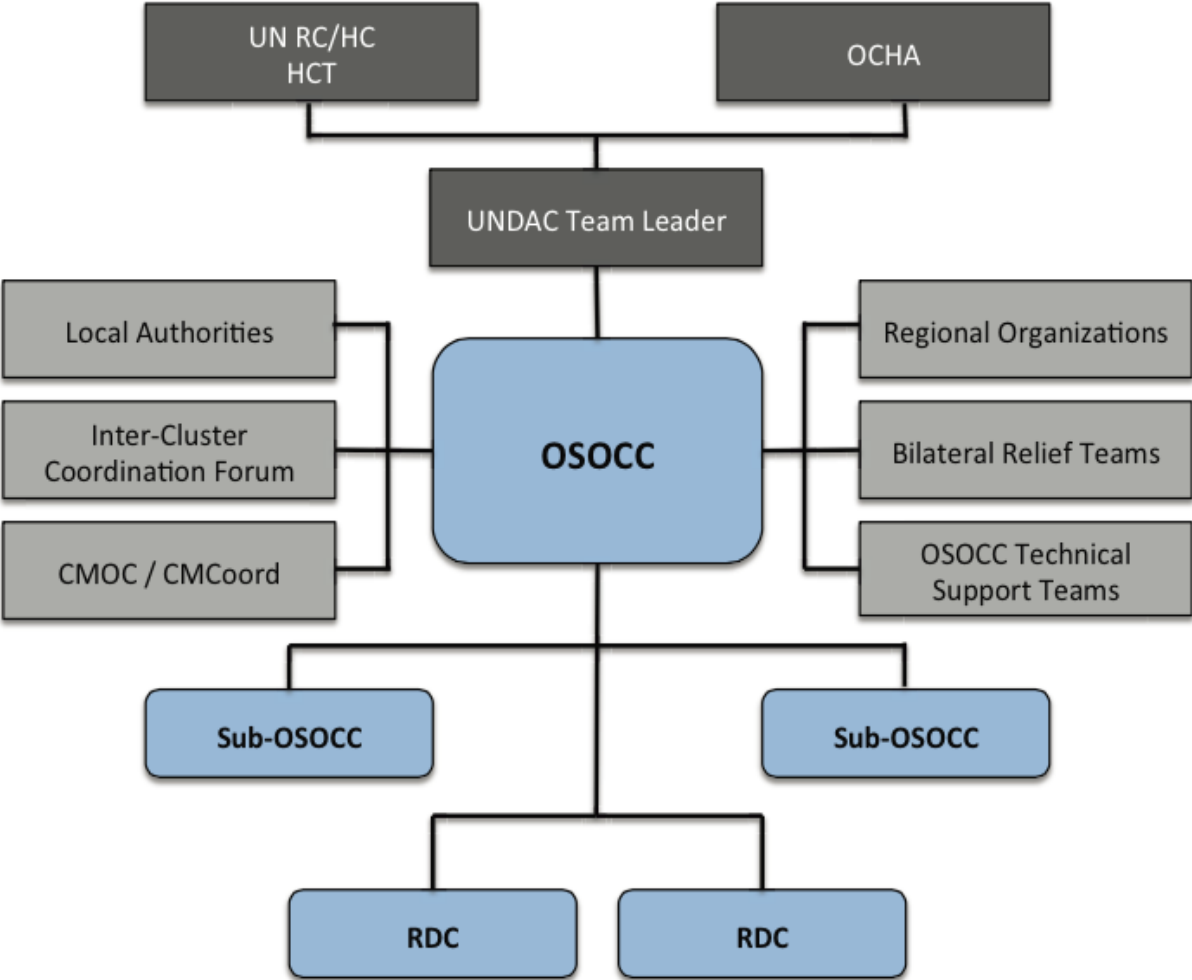 UN RC/HC
HCT
OCHA
UNDAC Team Leader
Local Authorities
Regional Organizations
Inter-Cluster
Coordination Forum
OSOCC
Bilateral Relief Teams
CMOC / CMCoord
OSOCC Technical
Support Teams
Sub-OSOCC
Sub-OSOCC
RDC
RDC